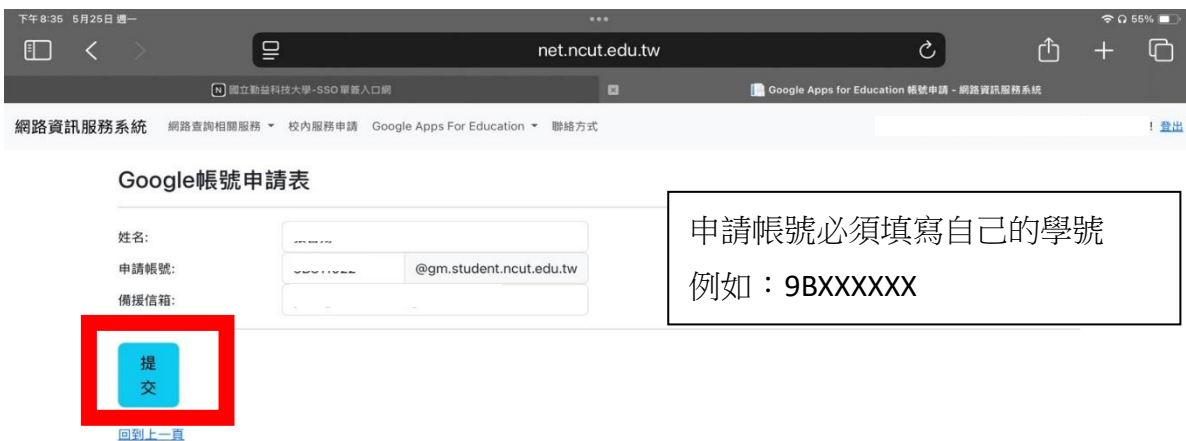 下午8:35 5月25日 週一
55%
net.ncut.edu.tw
國立勤益科技大學-SSO 單簽入口網
Google Apps for Education 帳號申請 - 網路資訊服務系統
網路資訊服務系統 網路查詢相關服務 校內服務申請 Google Apps For Education 聯絡方式
! 登出
Google帳號申請表
姓名:
申請帳號:
@gm.student.ncut.edu.tw
備援信箱:
申請帳號必須填寫自己的學號
例如：9BXXXXXX
提
交
回到上一頁